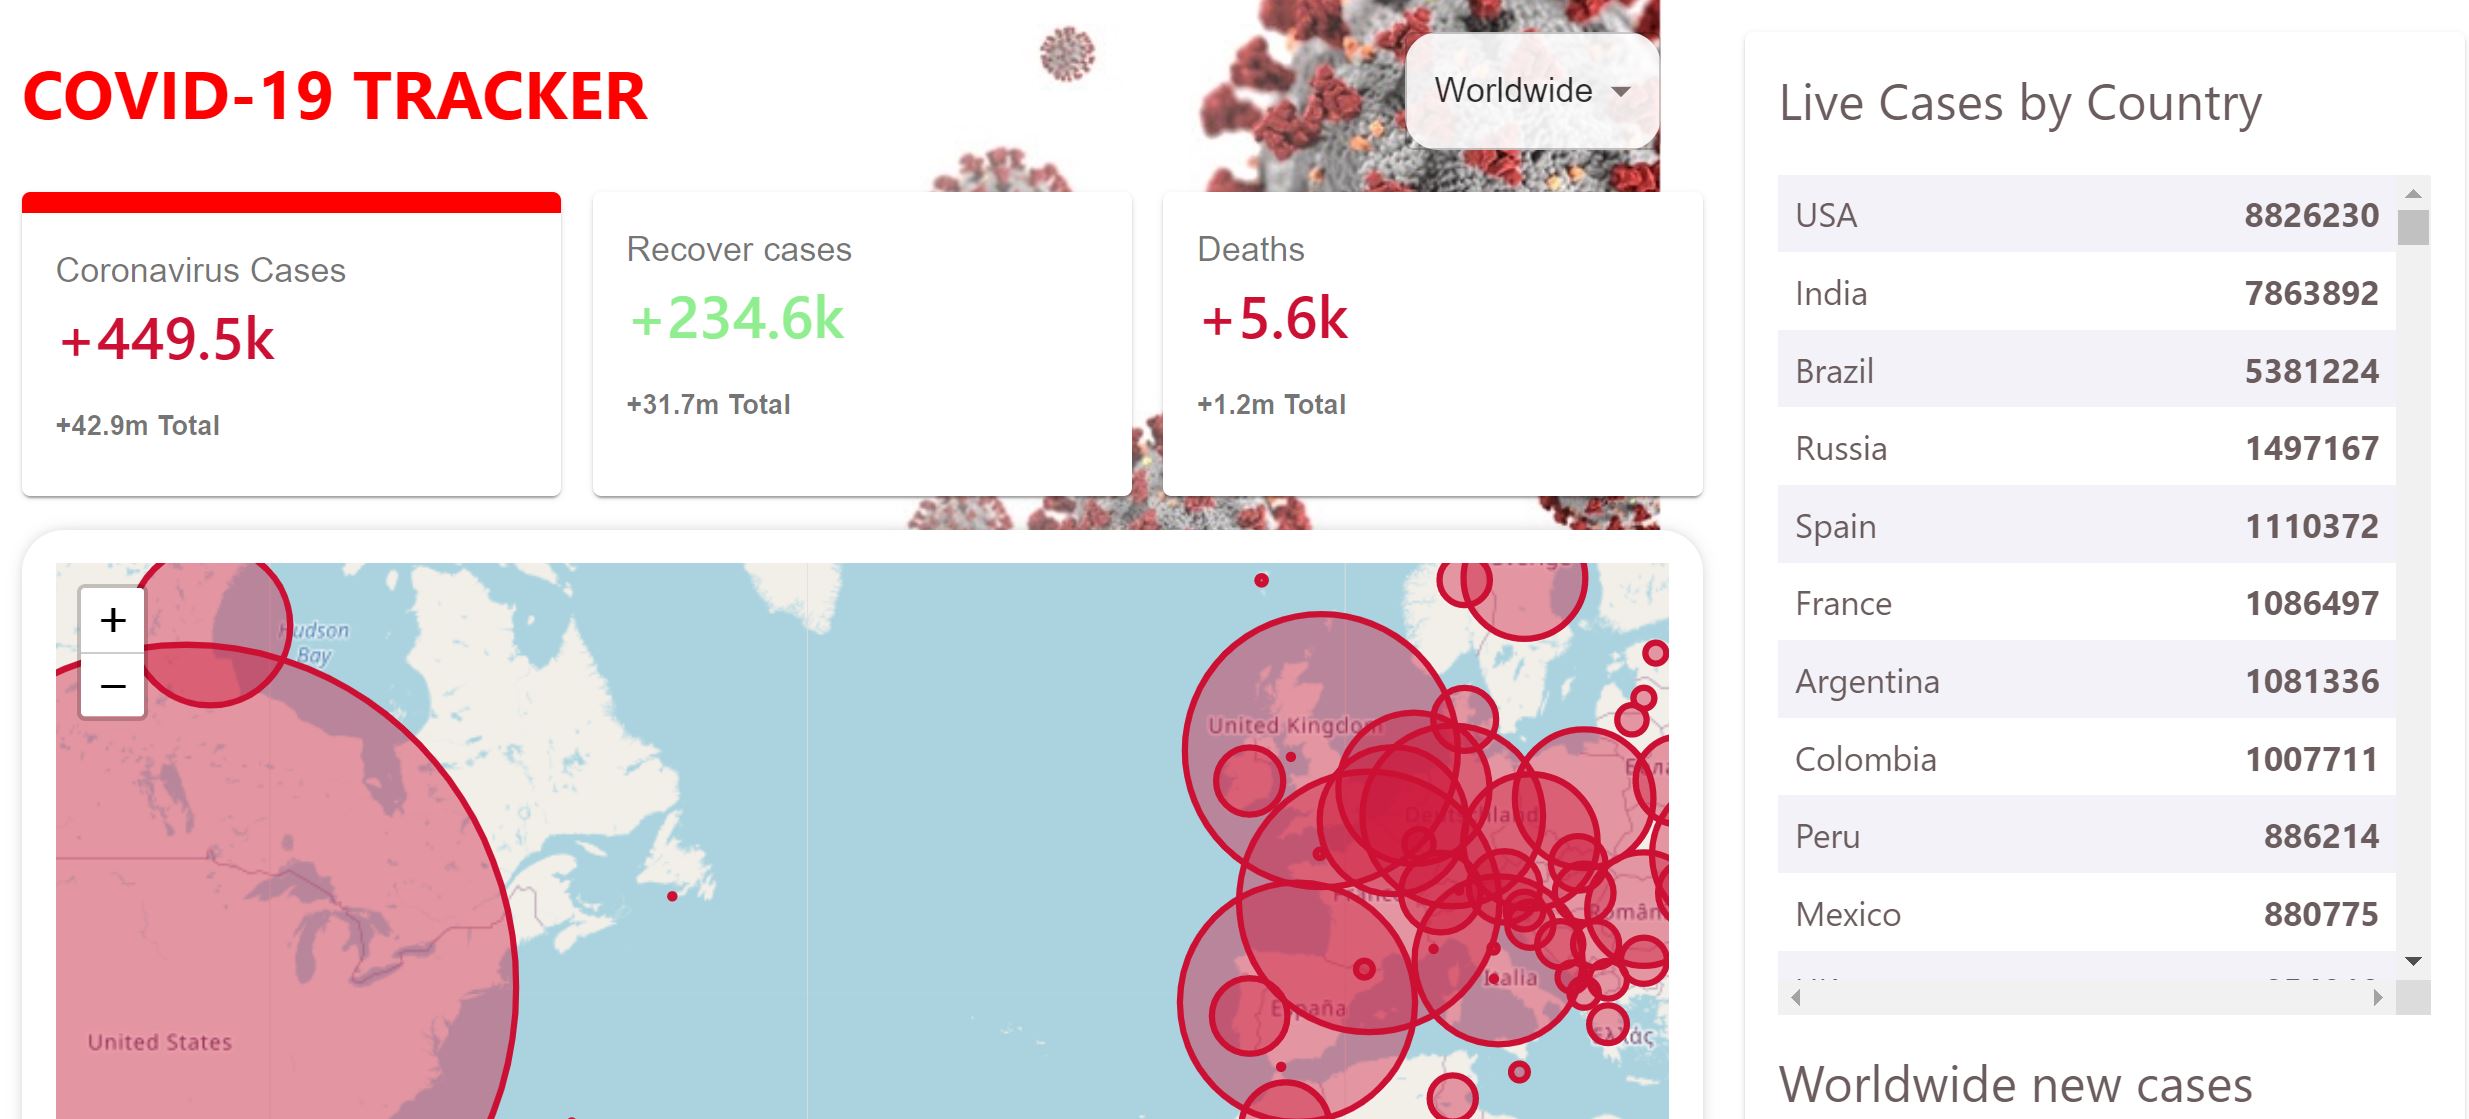 COVID-19 TRACKER
Worldwide
Coronavirus Cases
+449.5k
+42.9m Total
Recover cases
+234.6k
+31.7m Total
Deaths
+5.6k
+1.2m Total
+
−
Hudson
Bay
United States
United Kingdom
Deutschland
France
España
Italia
Live Cases by Country
USA 8826230
India 7863892
Brazil 5381224
Russia 1497167
Spain 1110372
France 1086497
Argentina 1081336
Colombia 1007711
Peru 886214
Mexico 880775
Worldwide new cases